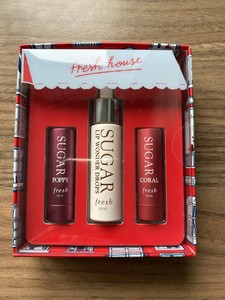 fresh house
SUGAR
POPPY
fresh
SUGAR
LIP WONDER DROPS
fresh
SUGAR
CORAL
fresh